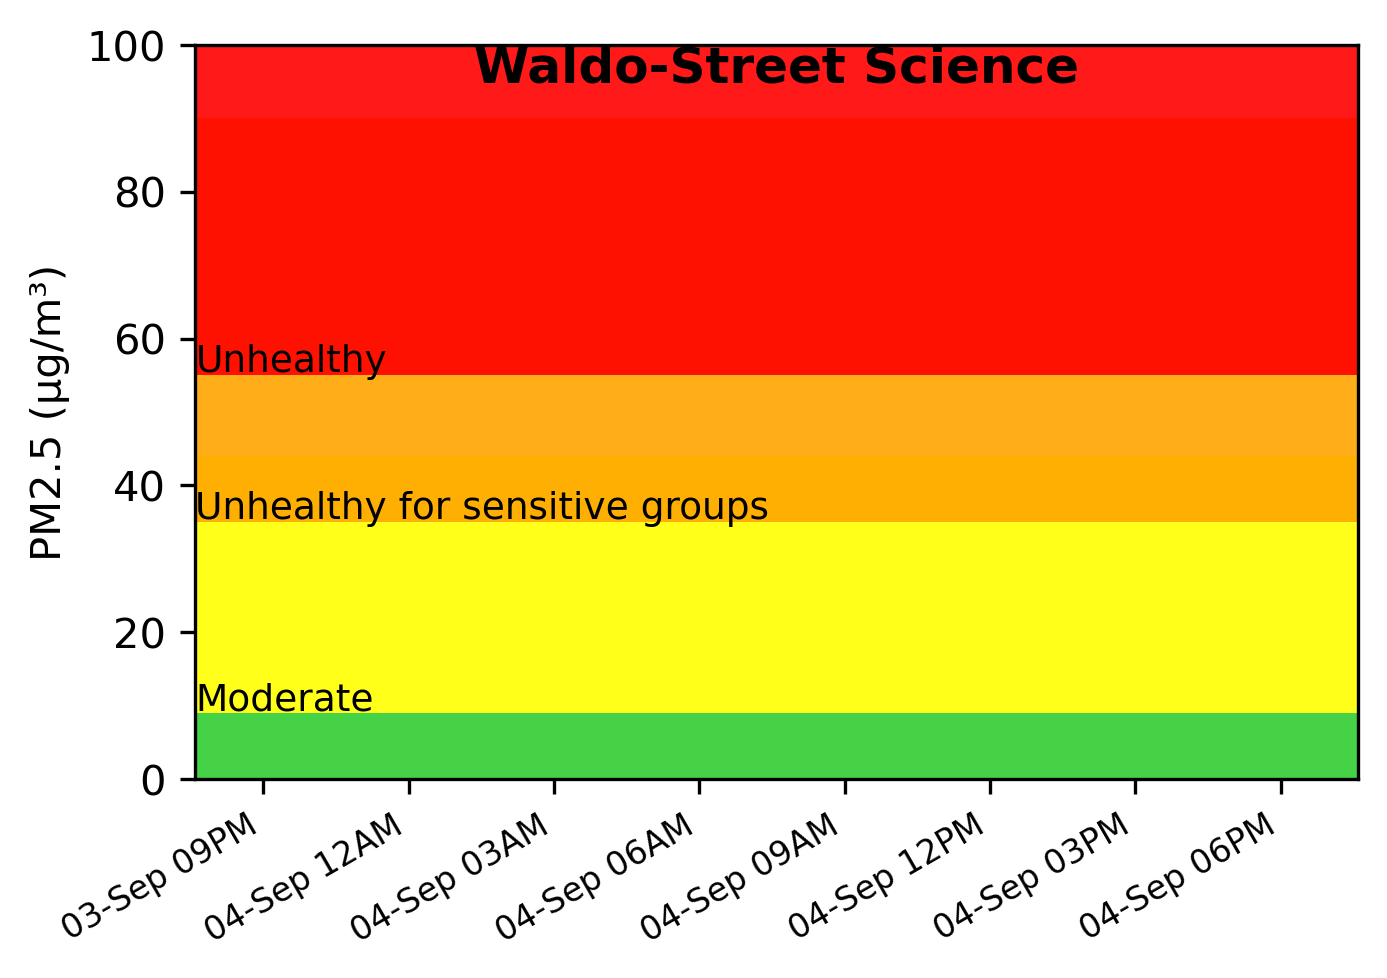 Waldo-Street Science
100
80
60
40
20
0
PM2.5 (µg/m³)
Unhealthy
Unhealthy for sensitive groups
Moderate
03-Sep 09PM
04-Sep 12AM
04-Sep 03AM
04-Sep 06AM
04-Sep 09AM
04-Sep 12PM
04-Sep 03PM
04-Sep 06PM